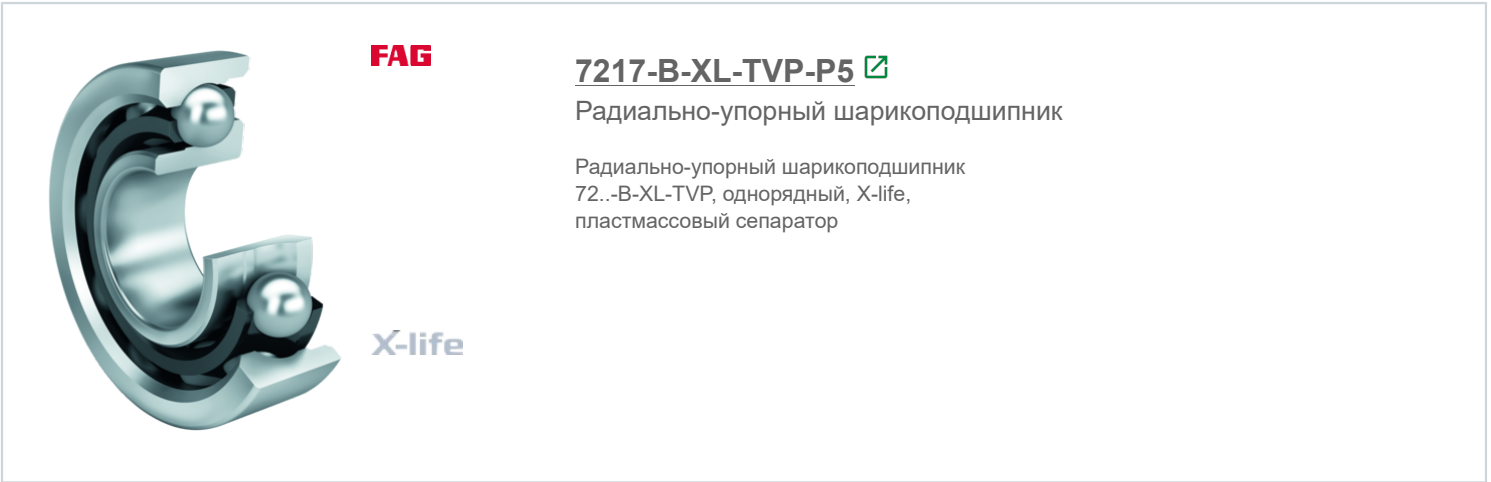 FAG
7217-B-XL-TVP-P5
Радиально-упорный шарикоподшипник
Радиально-упорный шарикоподшипник
72..-B-XL-TVP, однорядный, X-life,
пластмассовый сепаратор
X-life